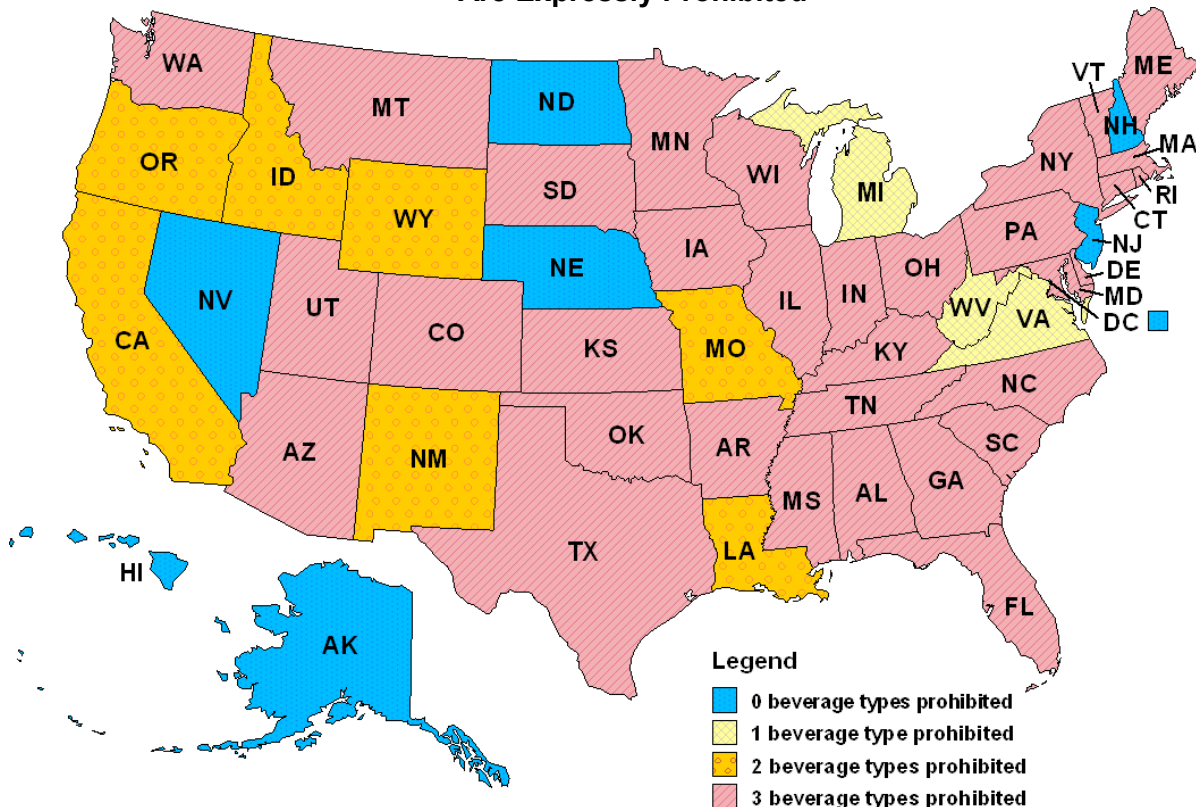 Are Expressly Prohibited
WA
MT
ND
MN
VT
ME
NH
MA
OR
ID
WY
SD
WI
MI
NY
RI
CT
NV
NE
IA
PA
NJ
DE
MD
DC
CA
UT
CO
KS
MO
IL
IN
OH
WV
VA
KY
NC
TN
AZ
NM
OK
AR
SC
MS
AL
GA
TX
LA
FL
HI
AK
Legend
0 beverage types prohibited
1 beverage type prohibited
2 beverage types prohibited
3 beverage types prohibited